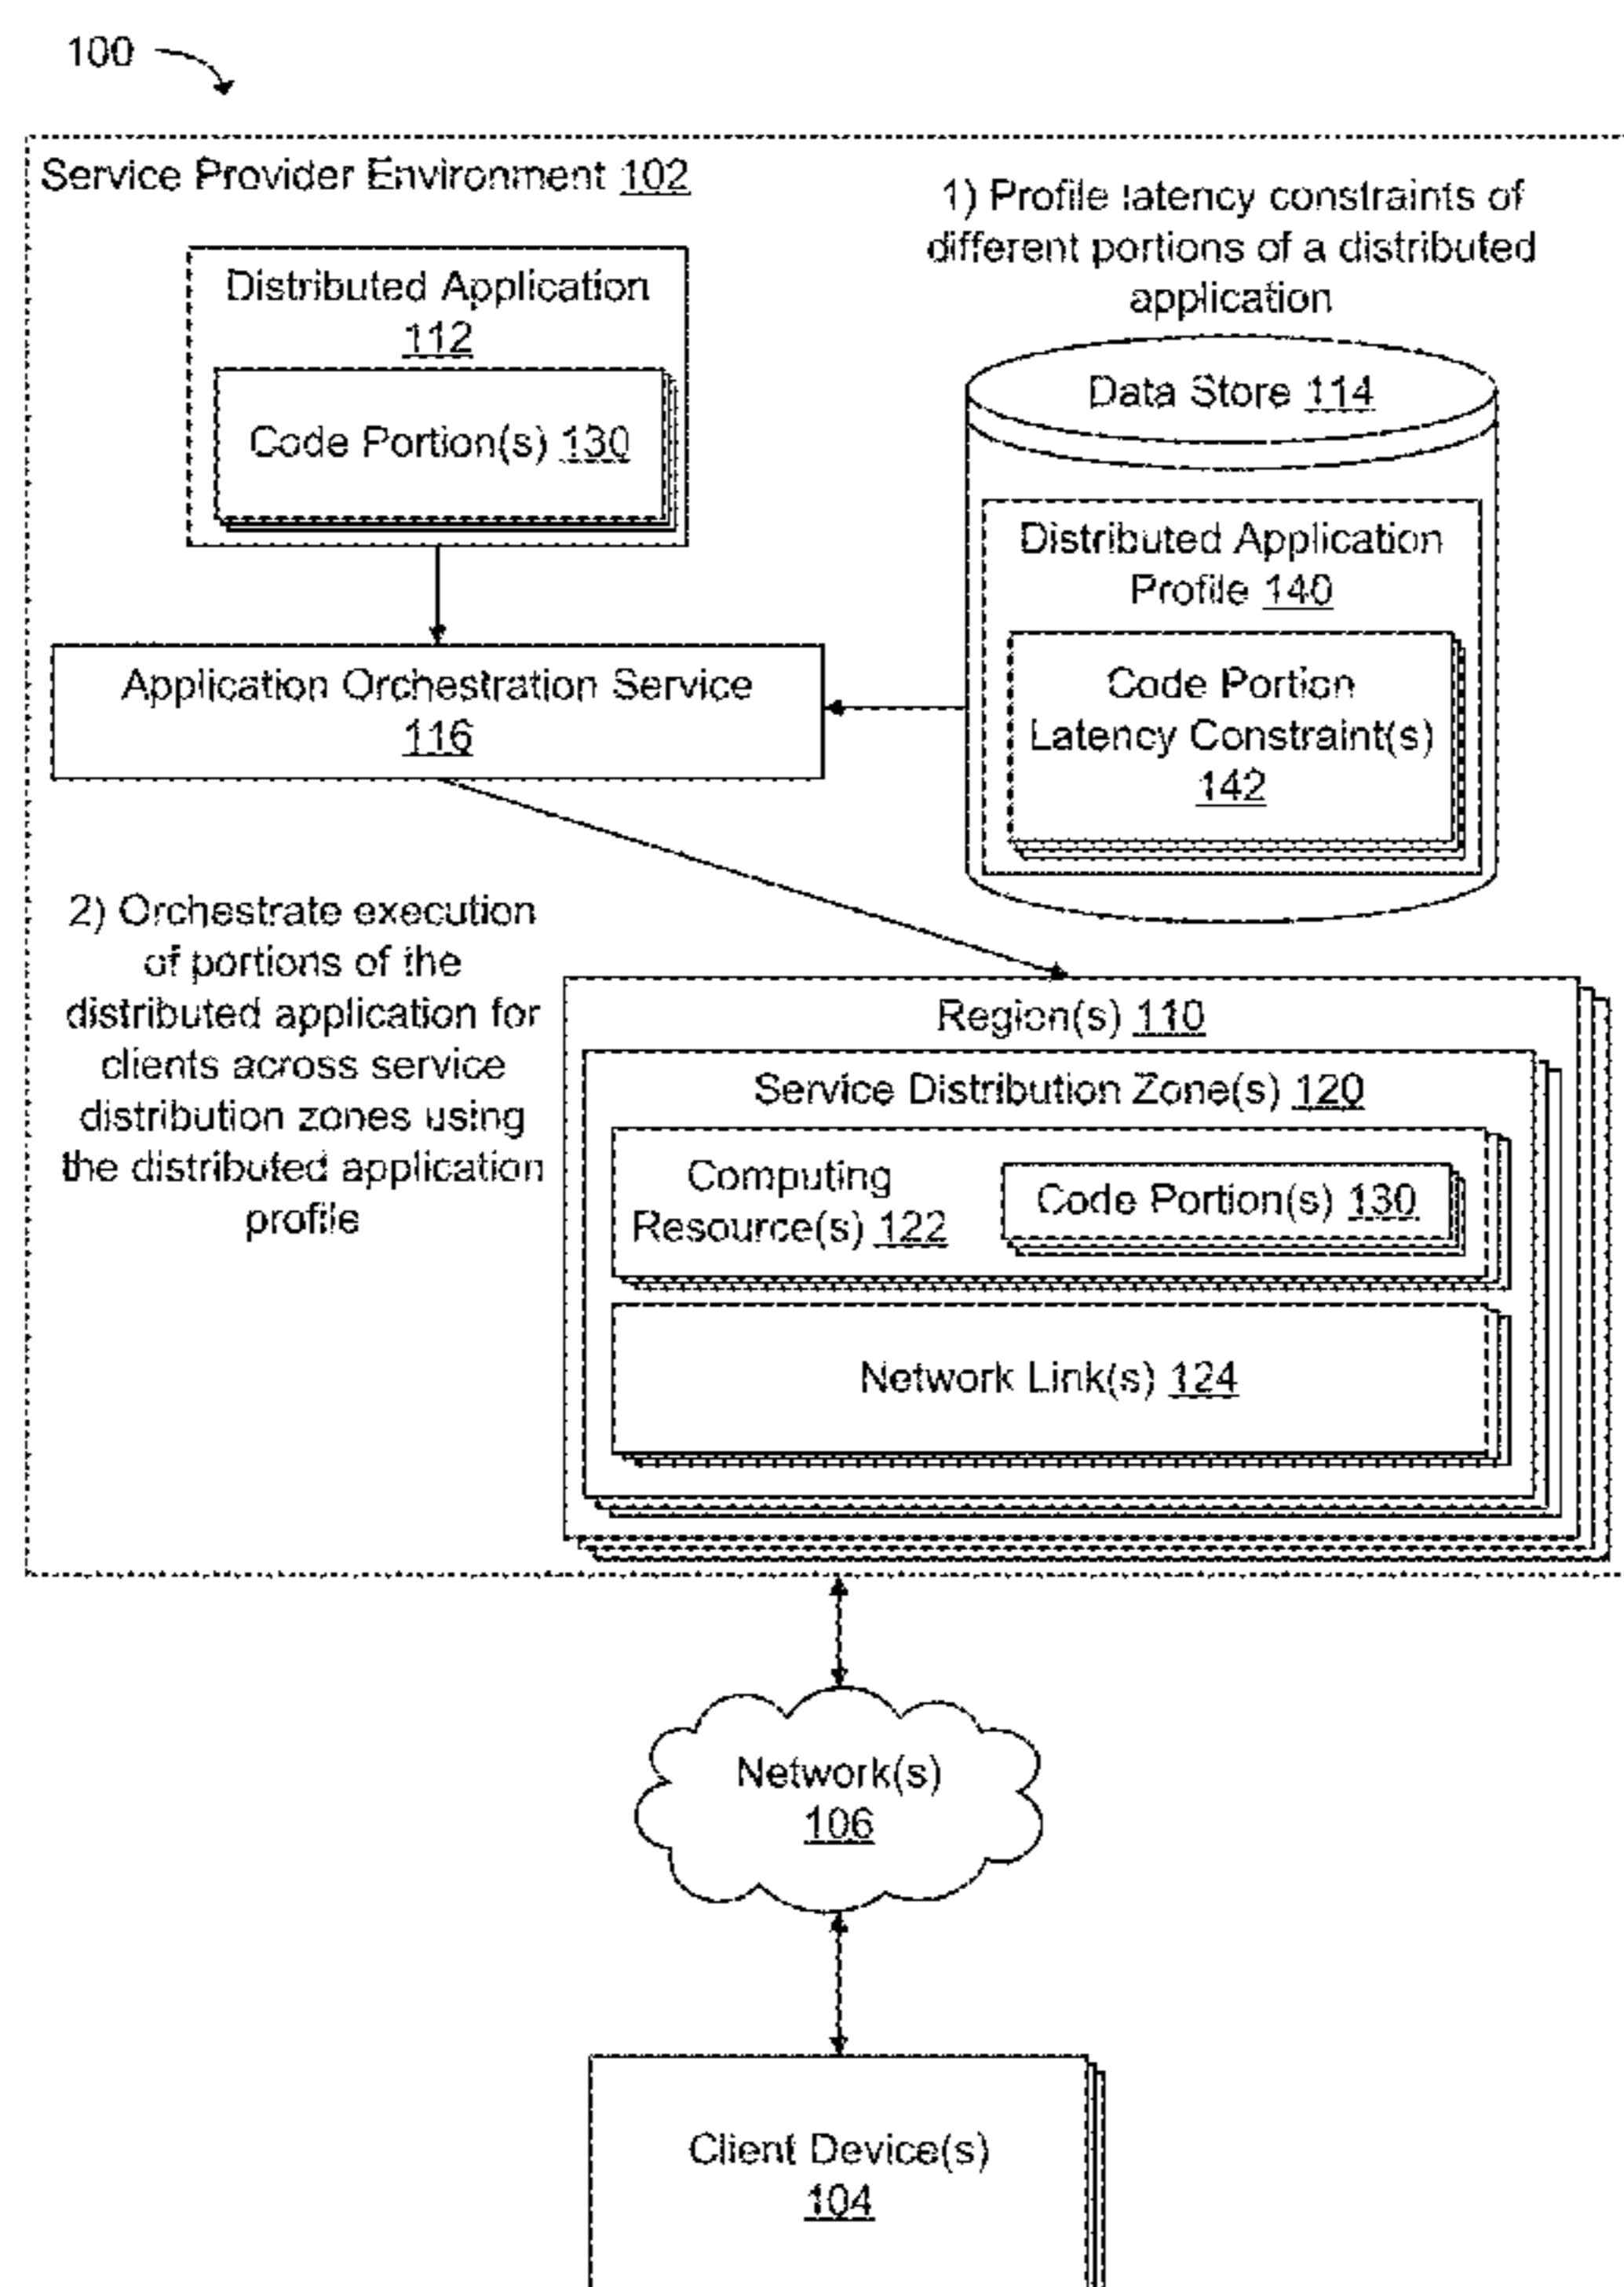 100
Service Provider Environment 102
1) Profile latency constraints of
different portions of a distributed
application
Distributed Application
112
Code Portion(s) 130
Data Store 114
Distributed Application
Profile 140
Code Portion
Latency Constraint(s)
142
Application Orchestration Service
116
2) Orchestrate execution
of portions of the
distributed application for
clients across service
distribution zones using
the distributed application
profile
Region(s) 110
Service Distribution Zone(s) 120
Computing
Resource(s) 122
Code Portion(s) 130
Network Link(s) 124
Network(s)
106
Client Device(s)
104